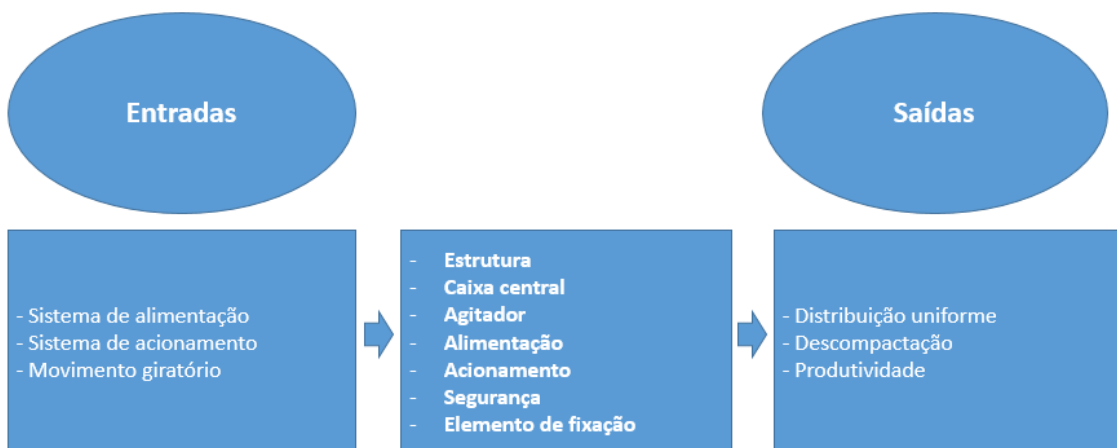 Entradas
Saídas
- Sistema de alimentação
- Sistema de acionamento
- Movimento giratório
- Estrutura
- Caixa central
- Agitador
- Alimentação
- Acionamento
- Segurança
- Elemento de fixação
- Distribuição uniforme
- Descompactação
- Produtividade